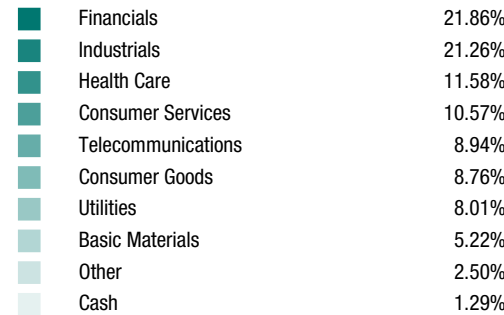 Financials 21.86%
Industrials 21.26%
Health Care 11.58%
Consumer Services 10.57%
Telecommunications 8.94%
Consumer Goods 8.76%
Utilities 8.01%
Basic Materials 5.22%
Other 2.50%
Cash 1.29%